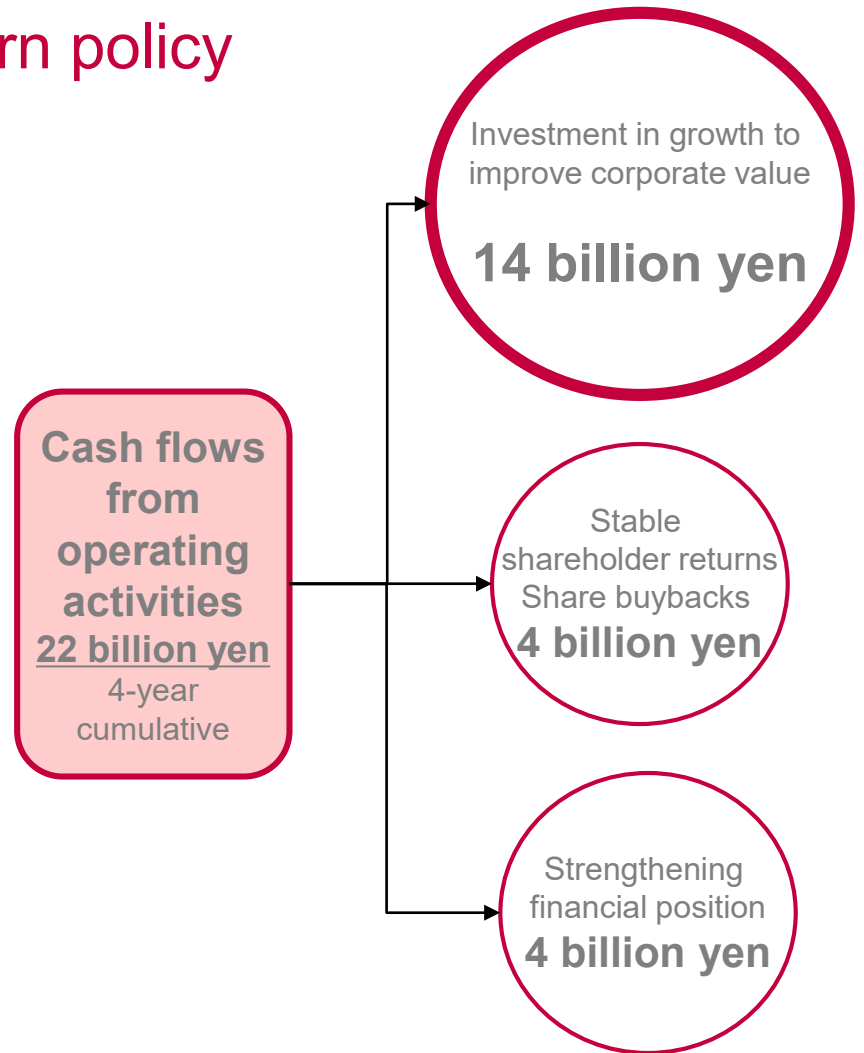 rn policy
Investment in growth to
improve corporate value
14 billion yen
Cash flows
from
operating
activities
22 billion yen
4-year
cumulative
Stable
shareholder returns
Share buybacks
4 billion yen
Strengthening
financial position
4 billion yen